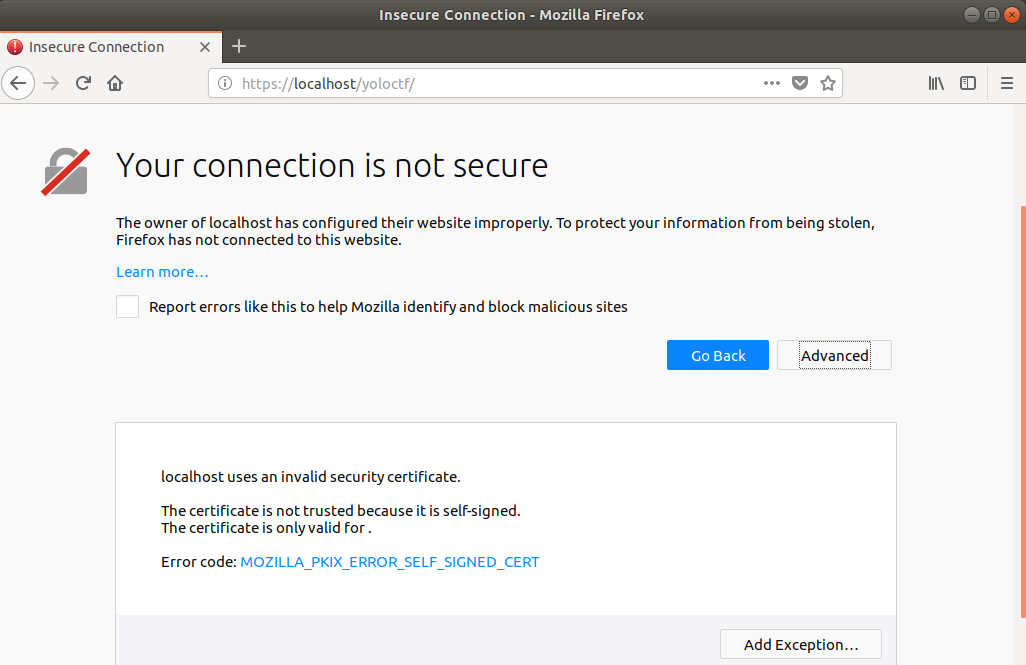 Insecure Connection - Mozilla Firefox
Insecure Connection
https://localhost/yoloctf/
Your connection is not secure
The owner of localhost has configured their website improperly. To protect your information from being stolen,
Firefox has not connected to this website.
Learn more…
Report errors like this to help Mozilla identify and block malicious sites
Go Back
Advanced
localhost uses an invalid security certificate.
The certificate is not trusted because it is self-signed.
The certificate is only valid for .
Error code: MOZILLA_PKIX_ERROR_SELF_SIGNED_CERT
Add Exception…